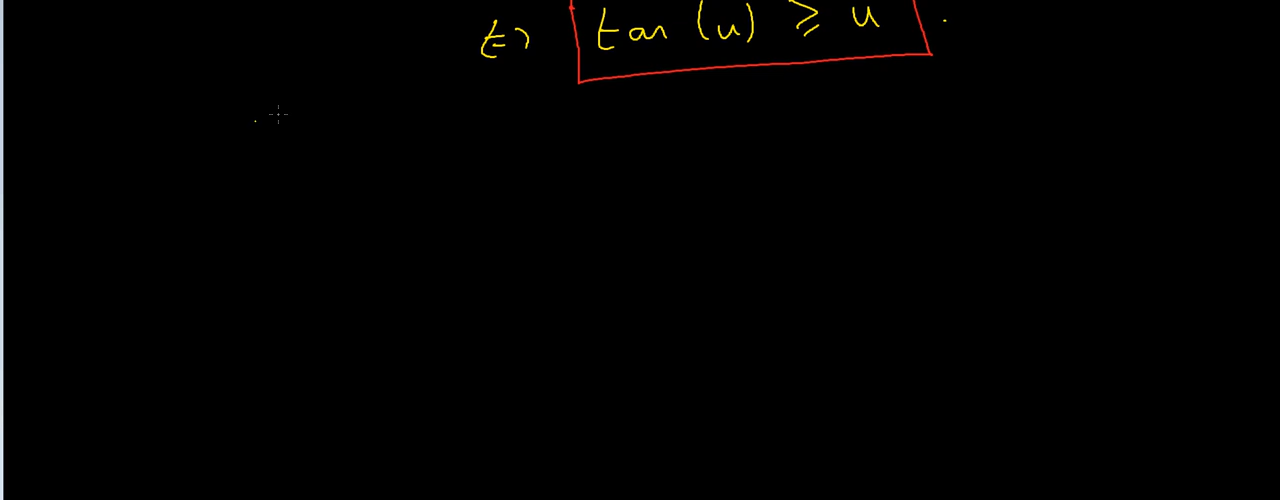 ⇔ tan (u) ⩾ u .